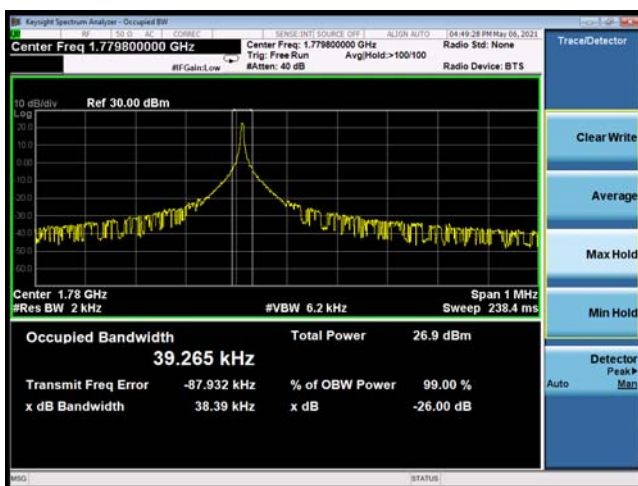 Keysight Spectrum Analyzer - Occupied BW
RF 50 Ω AC CORREC SENSE:INT SOURCE OFF ALIGN AUTO 04:49:28 PM May 06, 2021
Center Freq 1.779800000 GHz
Center Freq: 1.779800000 GHz
Radio Std: None
Trig: Free Run Avg|Hold:>100/100
#IFGain:Low #Atten: 40 dB
Radio Device: BTS
Trace/Detector
10 dB/div Ref 30.00 dBm
Log
20.0
10.0
0.00
-10.0
-20.0
-30.0
-40.0
-50.0
-60.0
Center 1.78 GHz Span 1 MHz
#Res BW 2 kHz #VBW 6.2 kHz Sweep 238.4 ms
Occupied Bandwidth Total Power 26.9 dBm
39.265 kHz
Transmit Freq Error -87.932 kHz % of OBW Power 99.00 %
x dB Bandwidth 38.39 kHz x dB -26.00 dB
Clear Write
Average
Max Hold
Min Hold
Detector
Peak▶
Auto Man
MSG STATUS